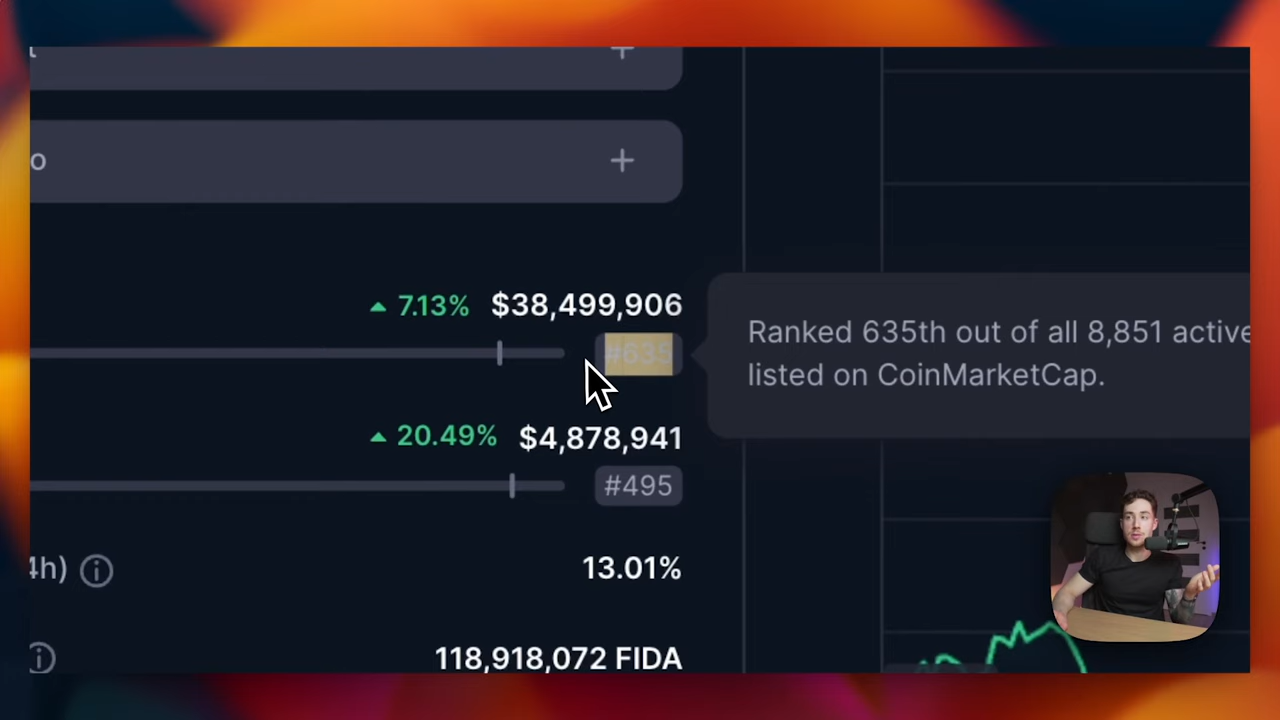 o
7.13% $38,499,906
#635
Ranked 635th out of all 8,851 active
listed on CoinMarketCap.
20.49% $4,878,941
#495
4h)
13.01%
118,918,072 FIDA